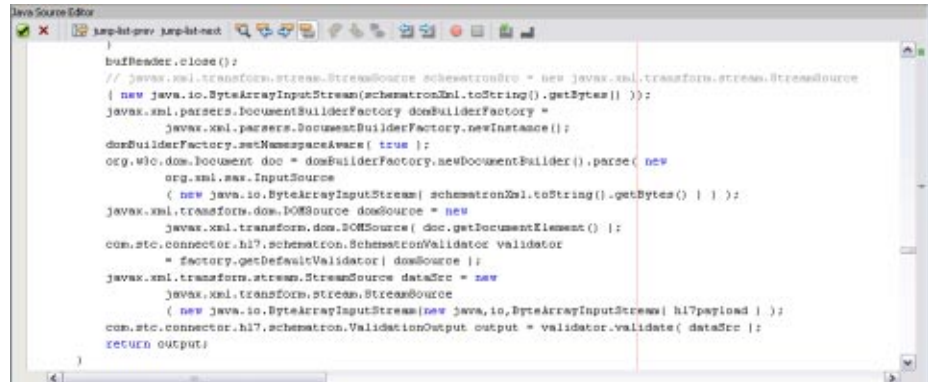 Java Source Editor
jump-list-prev jump-list-next
}
bufReader.close();
// javax.xml.transform.stream.StreamSource schematronSrc = new javax.xml.transform.stream.StreamSource
( new java.io.ByteArrayInputStream(schematronXml.toString().getBytes() ));
javax.xml.parsers.DocumentBuilderFactory domBuilderFactory =
javax.xml.parsers.DocumentBuilderFactory.newInstance();
domBuilderFactory.setNamespaceAware( true );
org.w3c.dom.Document doc = domBuilderFactory.newDocumentBuilder().parse( new
org.xml.sax.InputSource
( new java.io.ByteArrayInputStream( schematronXml.toString().getBytes() ) ) );
javax.xml.transform.dom.DOMSource domSource = new
javax.xml.transform.dom.DOMSource( doc.getDocumentElement() );
com.stc.connector.hl7.schematron.SchematronValidator validator
= factory.getDefaultValidator( domSource );
javax.xml.transform.stream.StreamSource dataSrc = new
javax.xml.transform.stream.StreamSource
( new java.io.ByteArrayInputStream(new java,io,ByteArrayInputStream( hl7payload ) );
com.stc.connector.hl7.schematron.ValidationOutput output = validator.validate( dataSrc );
return output;
}